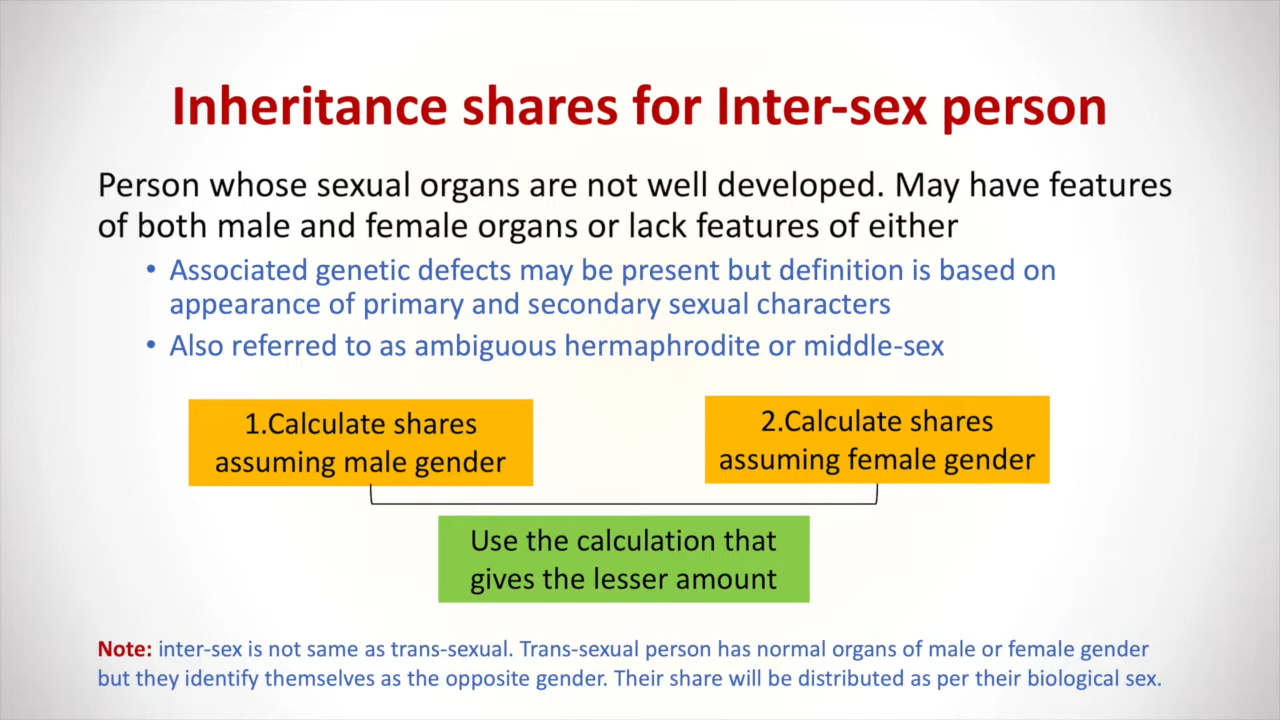 Inheritance shares for Inter-sex person
Person whose sexual organs are not well developed. May have features
of both male and female organs or lack features of either
• Associated genetic defects may be present but definition is based on
appearance of primary and secondary sexual characters
• Also referred to as ambiguous hermaphrodite or middle-sex
1.Calculate shares
assuming male gender
2.Calculate shares
assuming female gender
Use the calculation that
gives the lesser amount
Note: inter-sex is not same as trans-sexual. Trans-sexual person has normal organs of male or female gender
but they identify themselves as the opposite gender. Their share will be distributed as per their biological sex.